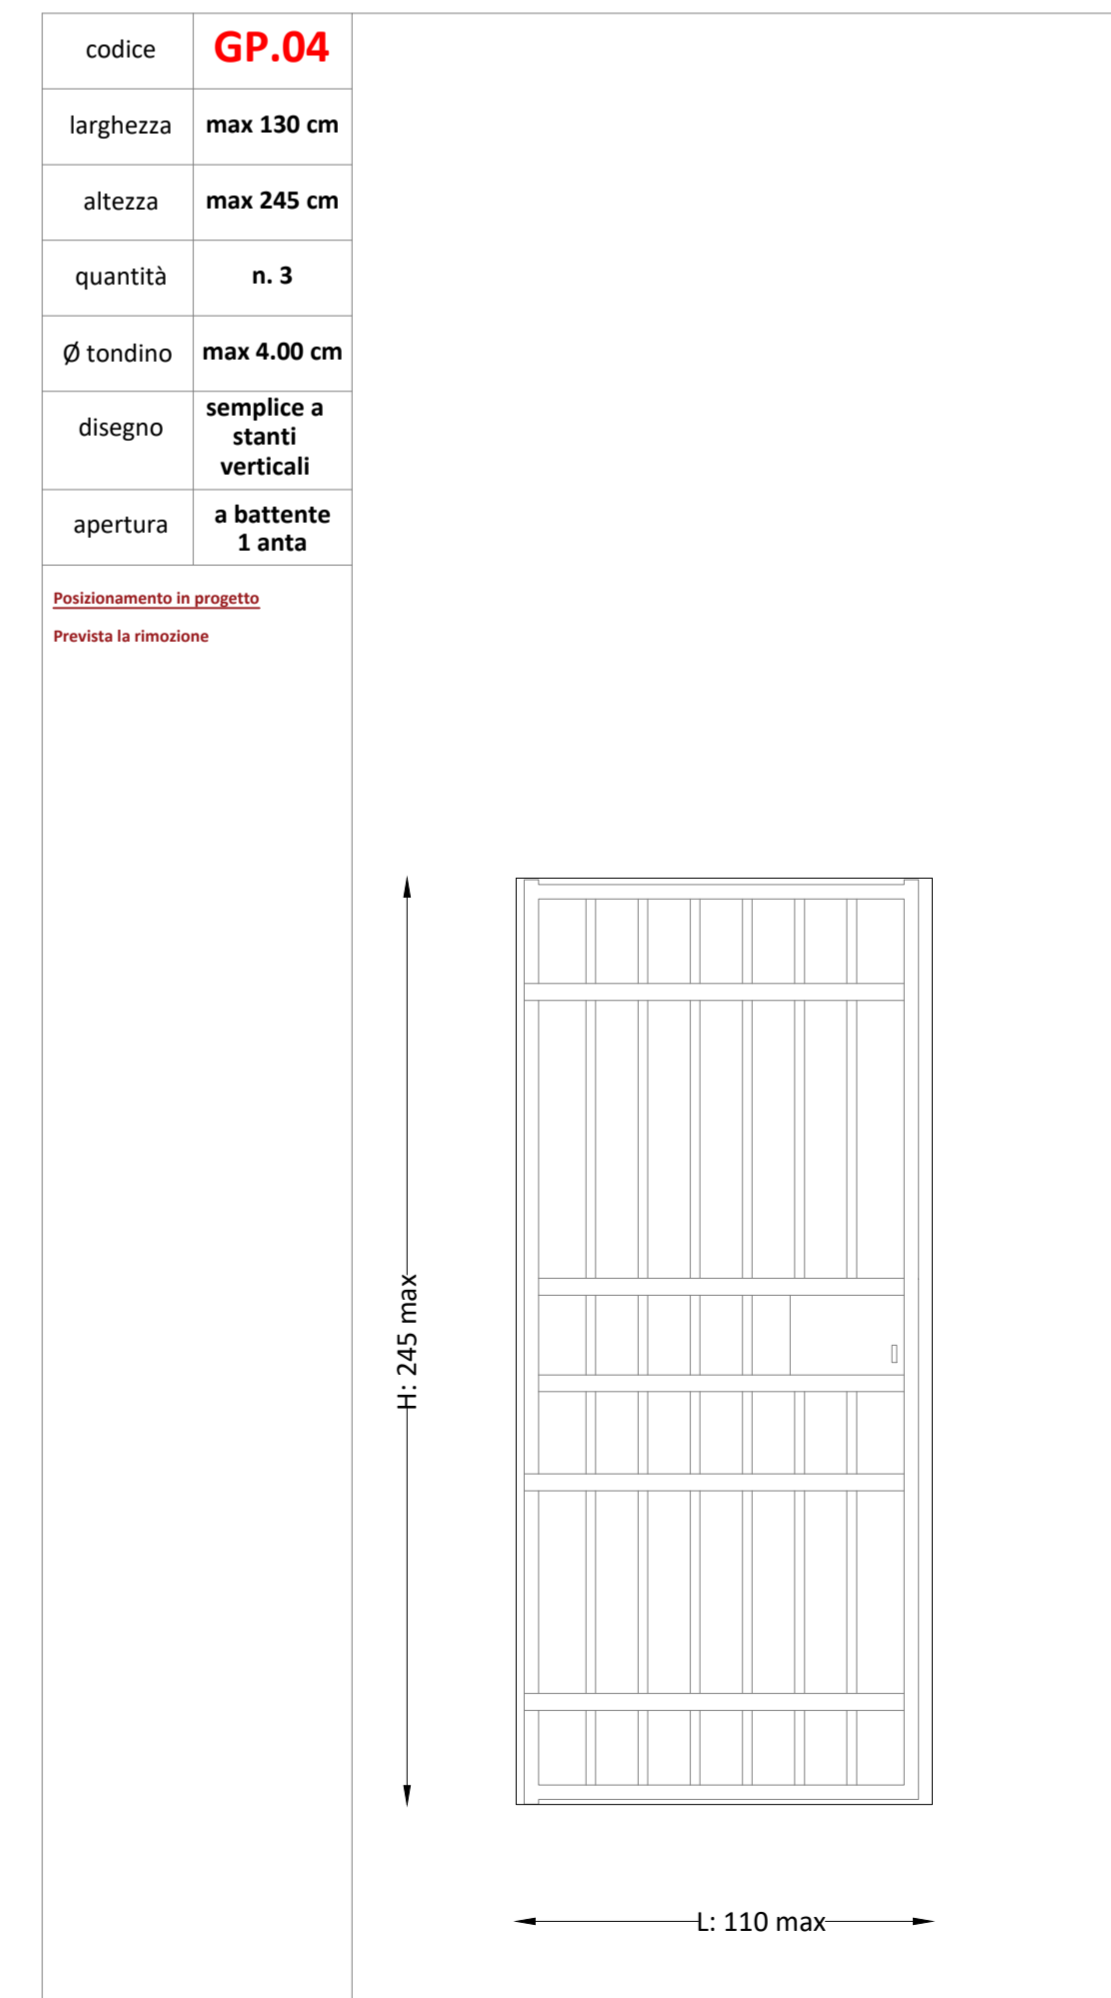 codice GP.04
larghezza max 130 cm
altezza max 245 cm
quantità n. 3
Ø tondino max 4.00 cm
disegno semplice a
stanti
verticali
apertura a battente
1 anta
Posizionamento in progetto
Prevista la rimozione
H: 245 max
L: 110 max